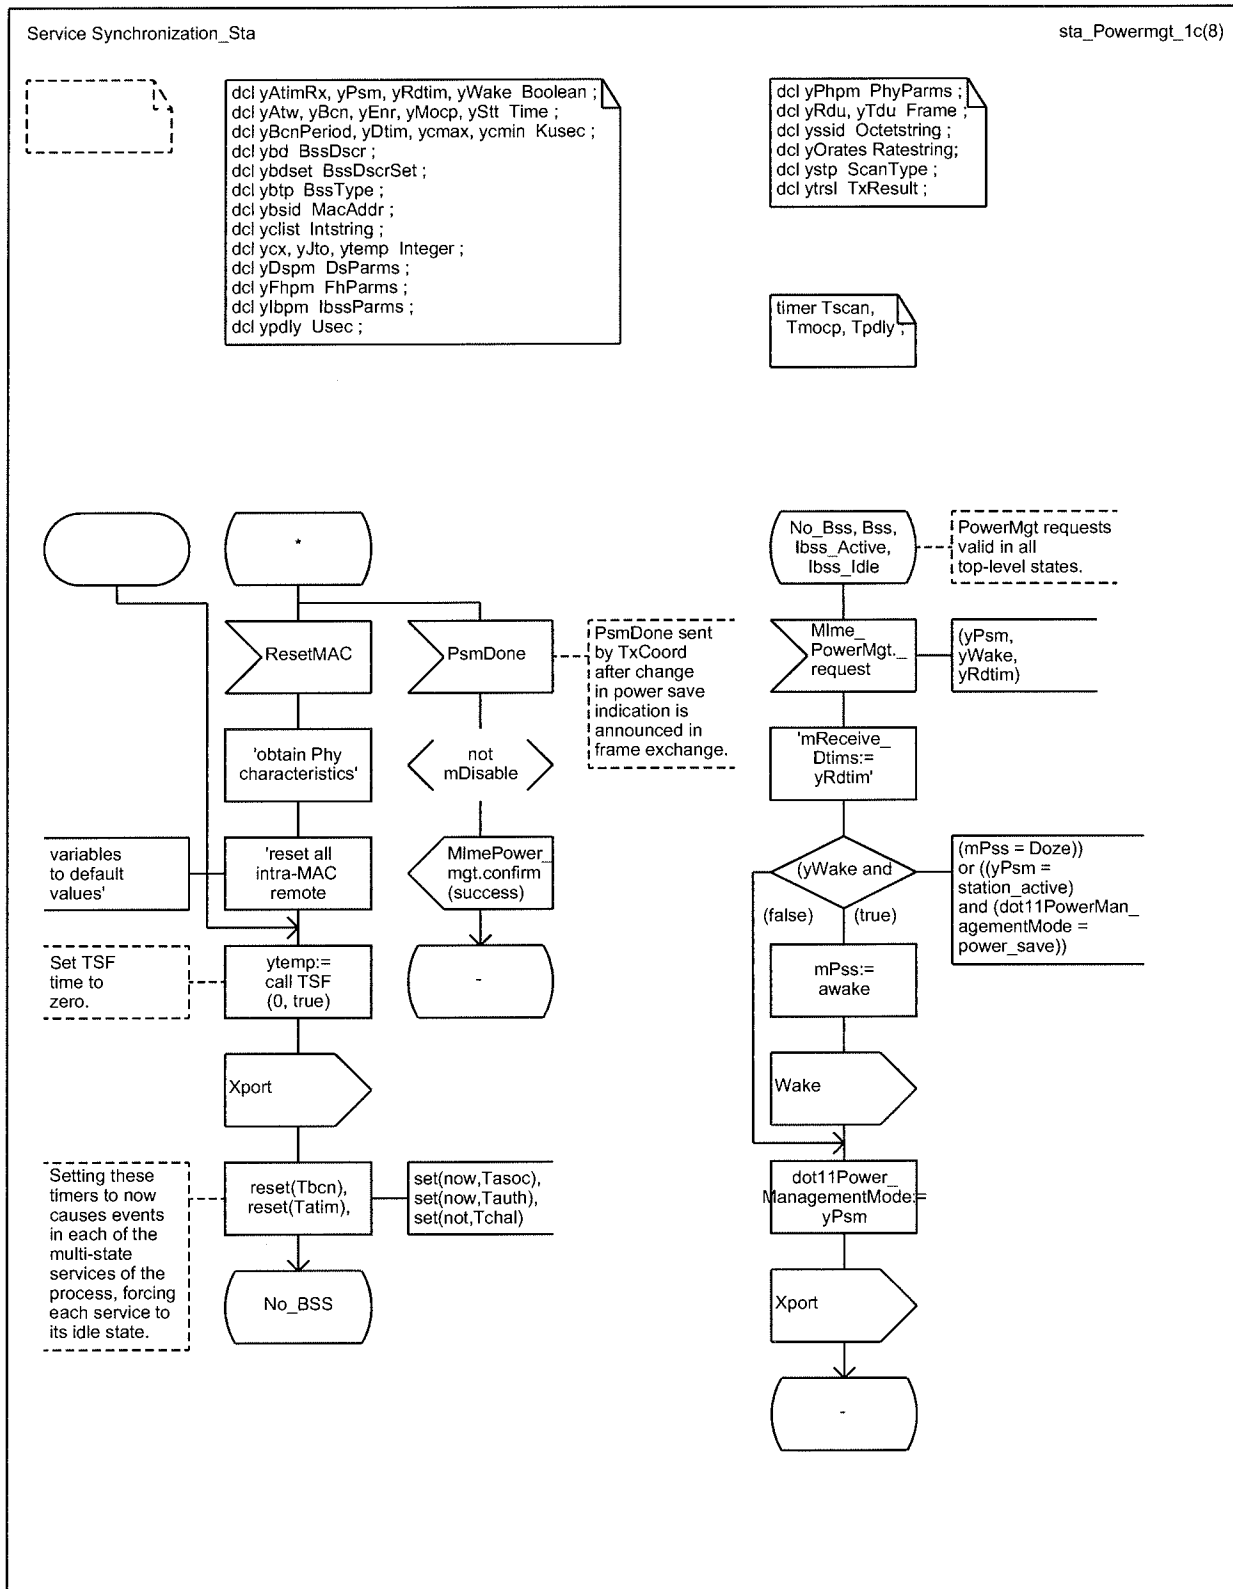 Service Synchronization_Sta
sta_Powermgt_1c(8)
dcl yAtimRx, yPsm, yRdtim, yWake Boolean ;
dcl yAtw, yBcn, yEnr, yMocp, yStt Time ;
dcl yBcnPeriod, yDtim, ycmax, ycmin Kusec ;
dcl ybd BssDscr ;
dcl ybdset BssDscrSet ;
dcl ybtp BssType ;
dcl ybsid MacAddr ;
dcl yclist Intstring ;
dcl ycx, yJto, ytemp Integer ;
dcl yDspm DsParms ;
dcl yFhpm FhParms ;
dcl yIbpm IbssParms ;
dcl ypdly Usec ;
dcl yPhpm PhyParms ;
dcl yRdu, yTdu Frame ;
dcl yssid Octetstring ;
dcl yOrates Ratestring;
dcl ystp ScanType ;
dcl ytrsl TxResult ;
timer Tscan,
Tmocp, Tpdly ;
*
ResetMAC
'obtain Phy
characteristics'
variables
to default
values'
'reset all
intra-MAC
remote
Set TSF
time to
zero.
ytemp:=
call TSF
(0, true)
Xport
Setting these
timers to now
causes events
in each of the
multi-state
services of the
process, forcing
each service to
its idle state.
reset(Tbcn),
reset(Tatim),
set(now,Tasoc),
set(now,Tauth),
set(not,Tchal)
No_BSS
PsmDone
PsmDone sent
by TxCoord
after change
in power save
indication is
announced in
frame exchange.
not
mDisable
MlmePower_
mgt.confirm
(success)
-
No_Bss, Bss,
Ibss_Active,
Ibss_Idle
PowerMgt requests
valid in all
top-level states.
Mlme_
PowerMgt._
request
(yPsm,
yWake,
yRdtim)
'mReceive_
Dtims:=
yRdtim'
(yWake and
(mPss = Doze))
or ((yPsm =
station_active)
and (dot11PowerMan_
agementMode =
power_save))
(false)
(true)
mPss:=
awake
Wake
dot11Power_
ManagementMode:=
yPsm
Xport
-